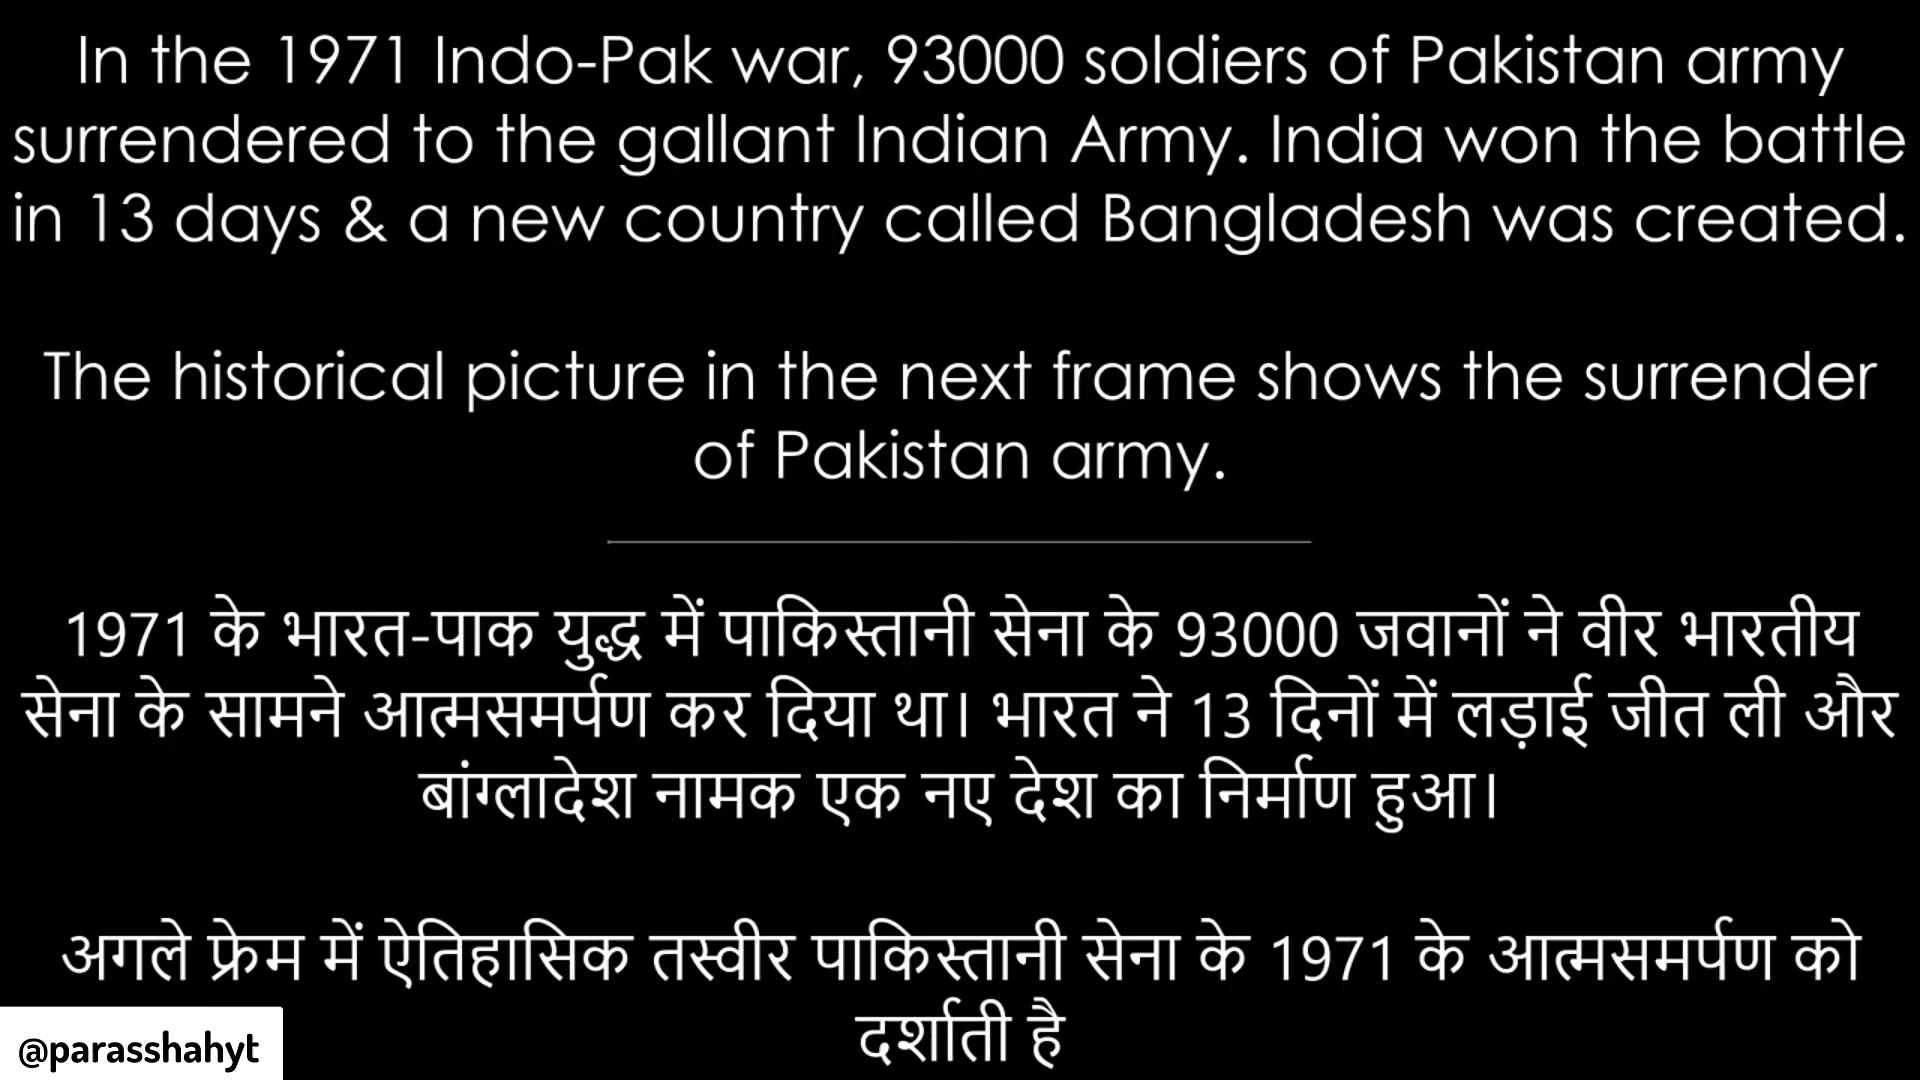 In the 1971 Indo-Pak war, 93000 soldiers of Pakistan army
surrendered to the gallant Indian Army. India won the battle
in 13 days & a new country called Bangladesh was created.
The historical picture in the next frame shows the surrender
of Pakistan army.
1971 के भारत-पाक युद्ध में पाकिस्तानी सेना के 93000 जवानों ने वीर भारतीय
सेना के सामने आत्मसमर्पण कर दिया था। भारत ने 13 दिनों में लड़ाई जीत ली और
बांग्लादेश नामक एक नए देश का निर्माण हुआ।
अगले फ्रेम में ऐतिहासिक तस्वीर पाकिस्तानी सेना के 1971 के आत्मसमर्पण को
दर्शाती है
@parasshahyt